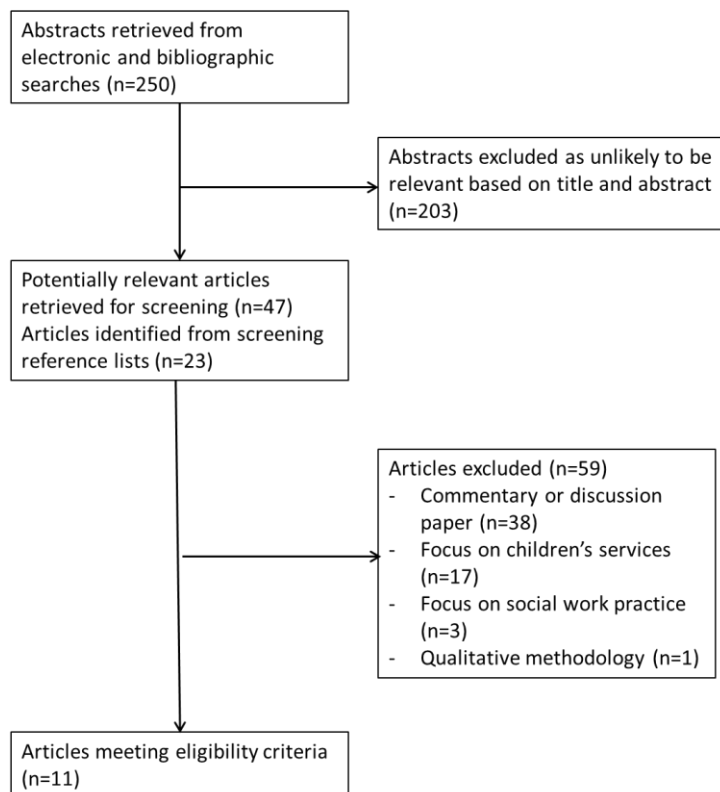 Abstracts retrieved from
electronic and bibliographic
searches (n=250)
Abstracts excluded as unlikely to be
relevant based on title and abstract
(n=203)
Potentially relevant articles
retrieved for screening (n=47)
Articles identified from screening
reference lists (n=23)
Articles excluded (n=59)
- Commentary or discussion
paper (n=38)
- Focus on children’s services
(n=17)
- Focus on social work practice
(n=3)
- Qualitative methodology (n=1)
Articles meeting eligibility criteria
(n=11)